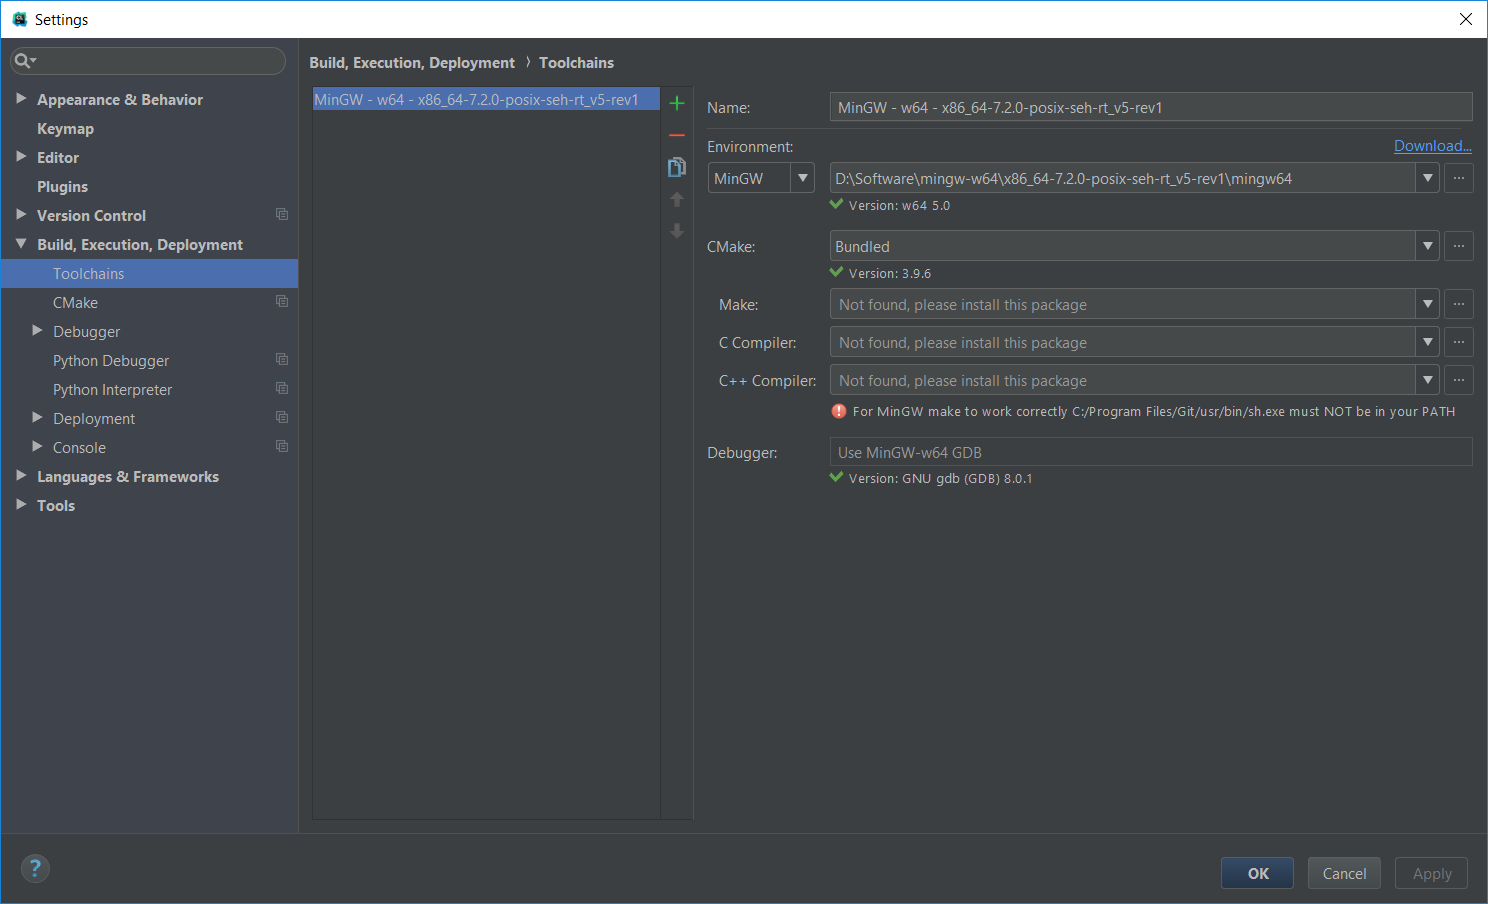 Settings
Appearance & Behavior
Keymap
Editor
Plugins
Version Control
Build, Execution, Deployment
Toolchains
CMake
Debugger
Python Debugger
Python Interpreter
Deployment
Console
Languages & Frameworks
Tools
Build, Execution, Deployment › Toolchains
MinGW - w64 - x86_64-7.2.0-posix-seh-rt_v5-rev1
Name: MinGW - w64 - x86_64-7.2.0-posix-seh-rt_v5-rev1
Environment: Download...
MinGW D:\Software\mingw-w64\x86_64-7.2.0-posix-seh-rt_v5-rev1\mingw64 ...
Version: w64 5.0
CMake: Bundled ...
Version: 3.9.6
Make: Not found, please install this package ...
C Compiler: Not found, please install this package ...
C++ Compiler: Not found, please install this package ...
For MinGW make to work correctly C:/Program Files/Git/usr/bin/sh.exe must NOT be in your PATH
Debugger: Use MinGW-w64 GDB
Version: GNU gdb (GDB) 8.0.1
? OK Cancel Apply